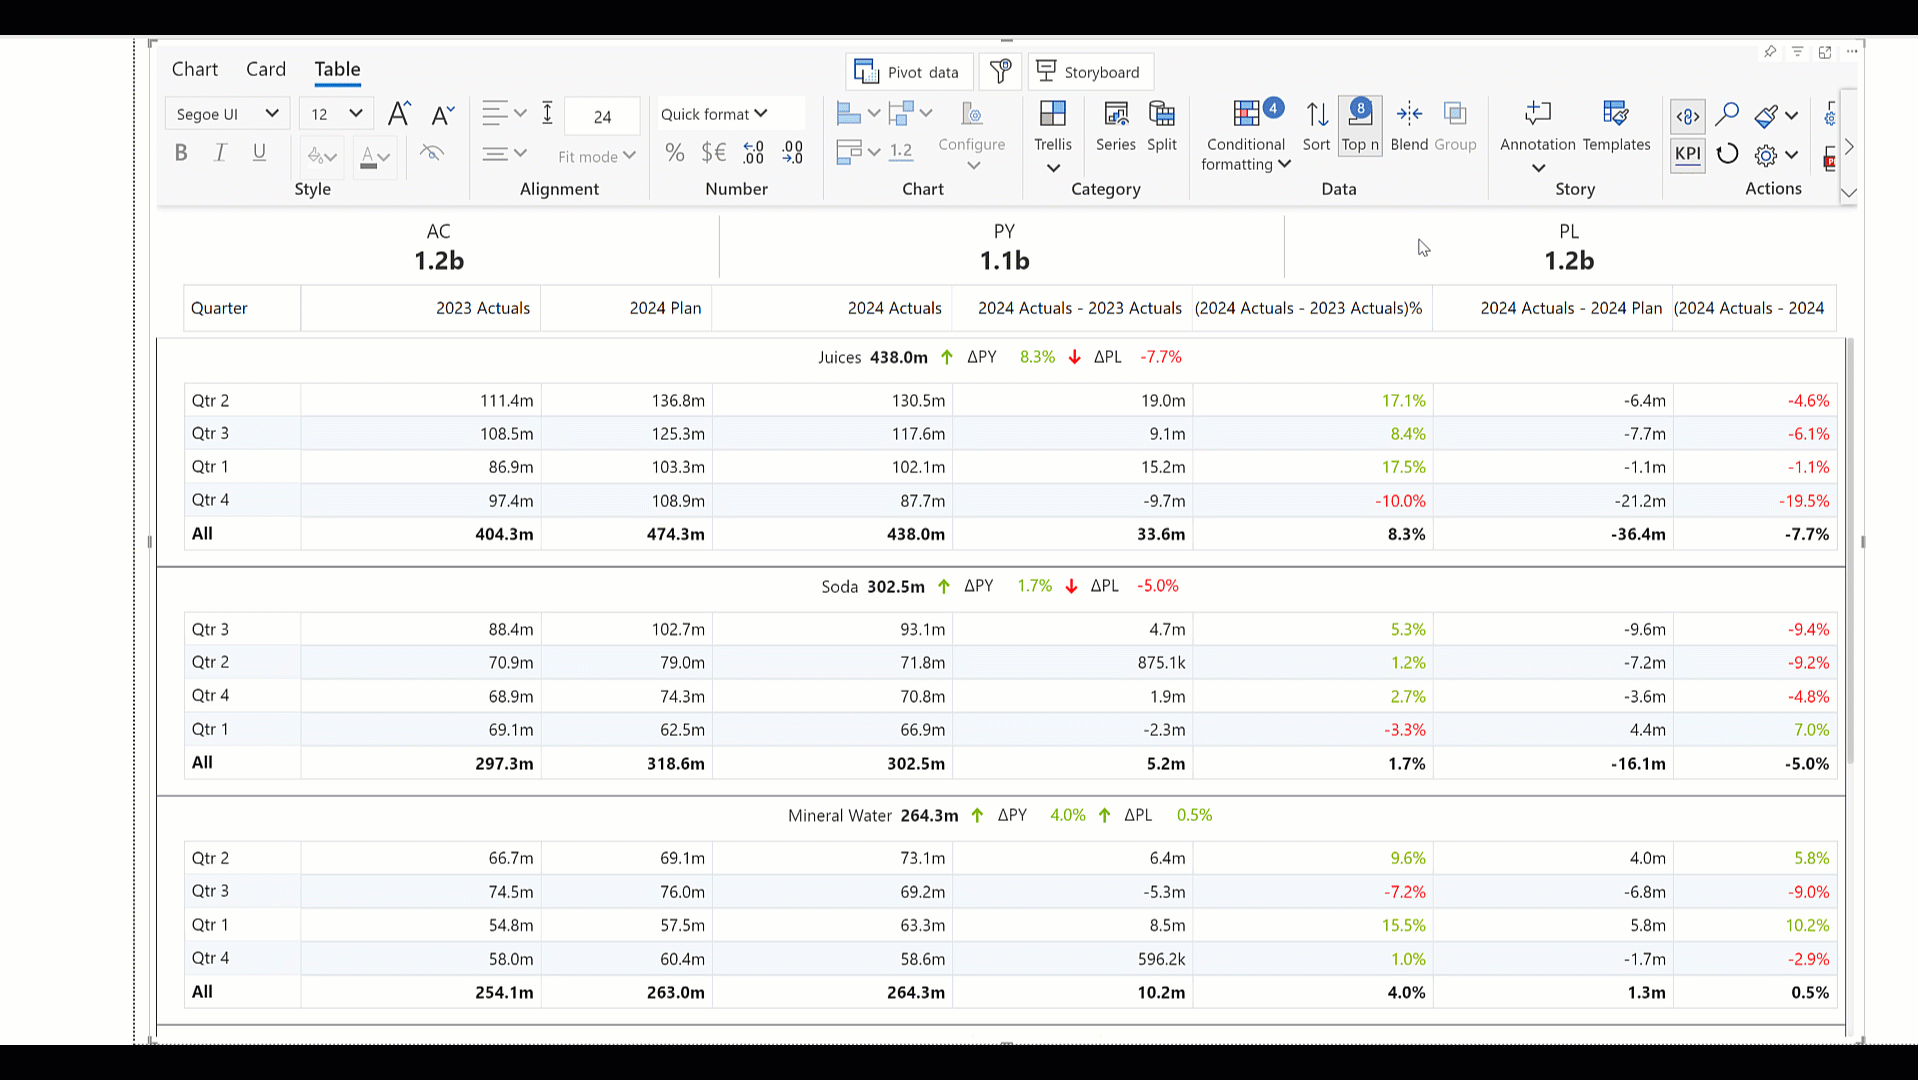 Chart Card Table
Pivot data Storyboard
Segoe UI 12 24 Quick format
B I U Fit mode % $€ 1.2 Configure
Trellis Series Split Conditional formatting 4 Sort 8 Top n Blend Group Annotation Templates KPI
Style Alignment Number Chart Category Data Story Actions
AC PY PL
1.2b 1.1b 1.2b
Quarter 2023 Actuals 2024 Plan 2024 Actuals 2024 Actuals - 2023 Actuals (2024 Actuals - 2023 Actuals)% 2024 Actuals - 2024 Plan (2024 Actuals - 2024
Juices 438.0m ↑ ΔPY 8.3% ↓ ΔPL -7.7%
Qtr 2 111.4m 136.8m 130.5m 19.0m 17.1% -6.4m -4.6%
Qtr 3 108.5m 125.3m 117.6m 9.1m 8.4% -7.7m -6.1%
Qtr 1 86.9m 103.3m 102.1m 15.2m 17.5% -1.1m -1.1%
Qtr 4 97.4m 108.9m 87.7m -9.7m -10.0% -21.2m -19.5%
All 404.3m 474.3m 438.0m 33.6m 8.3% -36.4m -7.7%
Soda 302.5m ↑ ΔPY 1.7% ↓ ΔPL -5.0%
Qtr 3 88.4m 102.7m 93.1m 4.7m 5.3% -9.6m -9.4%
Qtr 2 70.9m 79.0m 71.8m 875.1k 1.2% -7.2m -9.2%
Qtr 4 68.9m 74.3m 70.8m 1.9m 2.7% -3.6m -4.8%
Qtr 1 69.1m 62.5m 66.9m -2.3m -3.3% 4.4m 7.0%
All 297.3m 318.6m 302.5m 5.2m 1.7% -16.1m -5.0%
Mineral Water 264.3m ↑ ΔPY 4.0% ↑ ΔPL 0.5%
Qtr 2 66.7m 69.1m 73.1m 6.4m 9.6% 4.0m 5.8%
Qtr 3 74.5m 76.0m 69.2m -5.3m -7.2% -6.8m -9.0%
Qtr 1 54.8m 57.5m 63.3m 8.5m 15.5% 5.8m 10.2%
Qtr 4 58.0m 60.4m 58.6m 596.2k 1.0% -1.7m -2.9%
All 254.1m 263.0m 264.3m 10.2m 4.0% 1.3m 0.5%